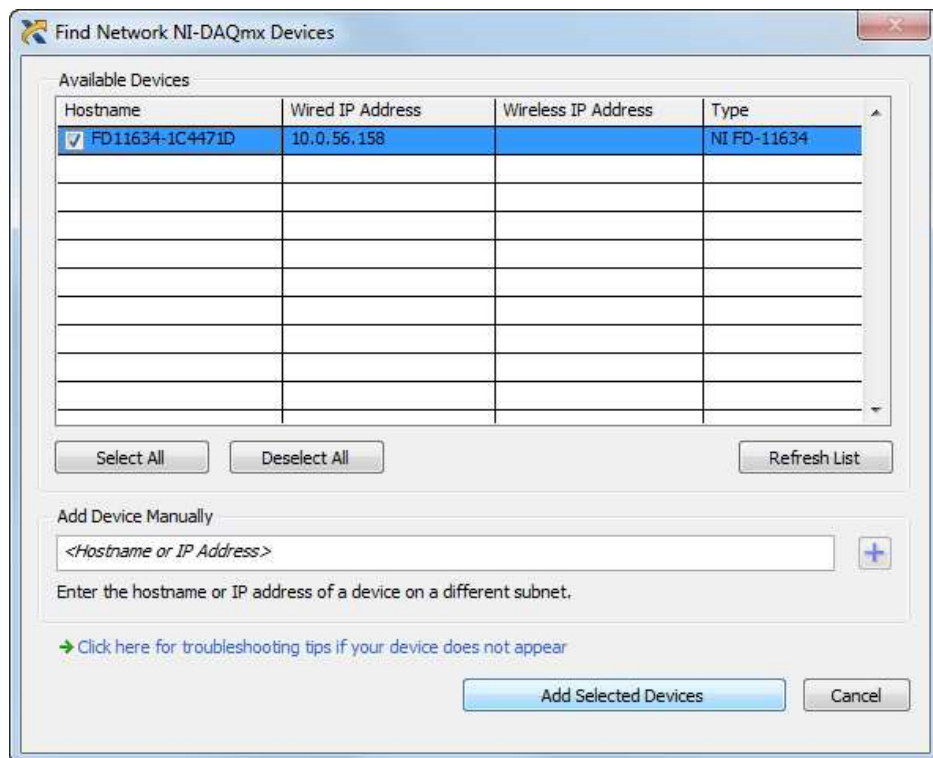 Find Network NI-DAQmx Devices
Available Devices
Hostname Wired IP Address Wireless IP Address Type
FD11634-1C4471D 10.0.56.158 NI FD-11634
Select All Deselect All Refresh List
Add Device Manually
<Hostname or IP Address>
Enter the hostname or IP address of a device on a different subnet.
Click here for troubleshooting tips if your device does not appear
Add Selected Devices Cancel